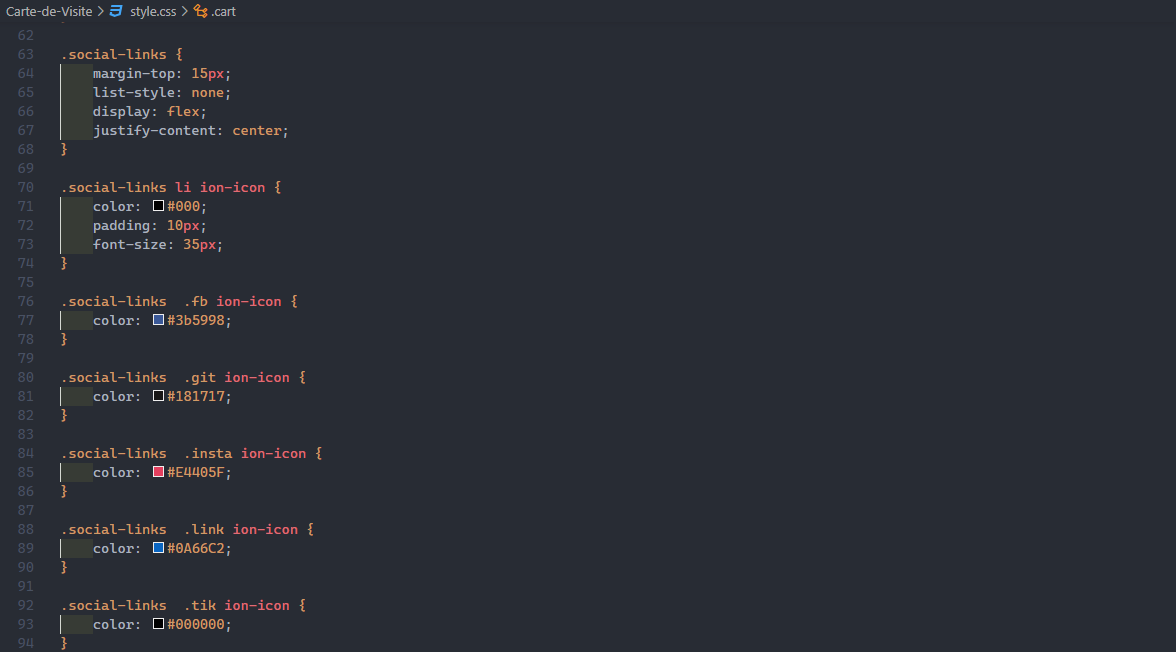 Carte-de-Visite > style.css > .cart
62
63 .social-links {
64 margin-top: 15px;
65 list-style: none;
66 display: flex;
67 justify-content: center;
68 }
69
70 .social-links li ion-icon {
71 color: #000;
72 padding: 10px;
73 font-size: 35px;
74 }
75
76 .social-links  .fb ion-icon {
77 color: #3b5998;
78 }
79
80 .social-links  .git ion-icon {
81 color: #181717;
82 }
83
84 .social-links  .insta ion-icon {
85 color: #E4405F;
86 }
87
88 .social-links  .link ion-icon {
89 color: #0A66C2;
90 }
91
92 .social-links  .tik ion-icon {
93 color: #000000;
94 }